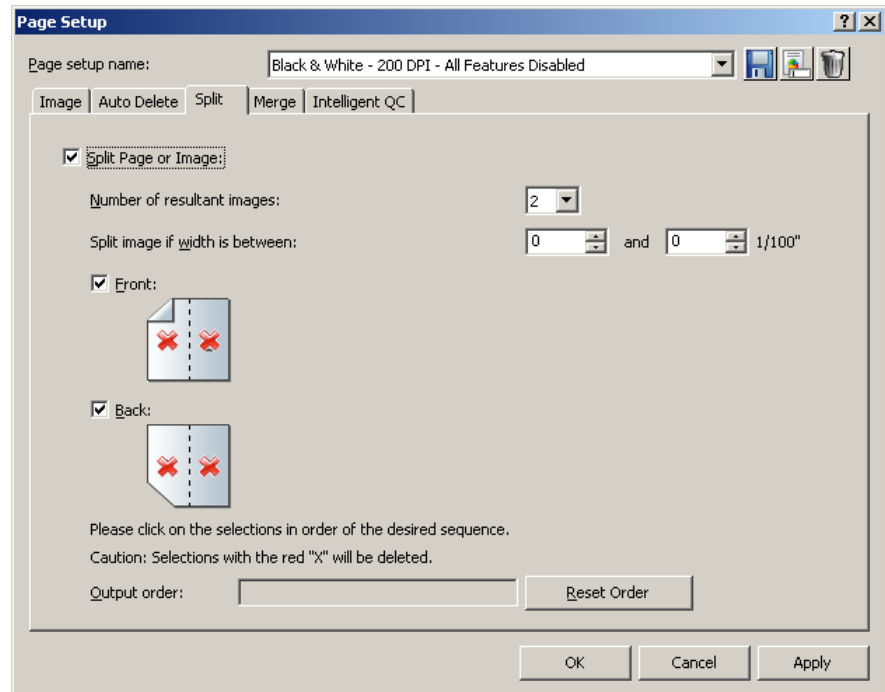 Page Setup
Page setup name: Black & White - 200 DPI - All Features Disabled
Image Auto Delete Split Merge Intelligent QC
Split Page or Image:
Number of resultant images: 2
Split image if width is between: 0 and 0 1/100"
Front:
Back:
Please click on the selections in order of the desired sequence.
Caution: Selections with the red "X" will be deleted.
Output order: Reset Order
OK Cancel Apply